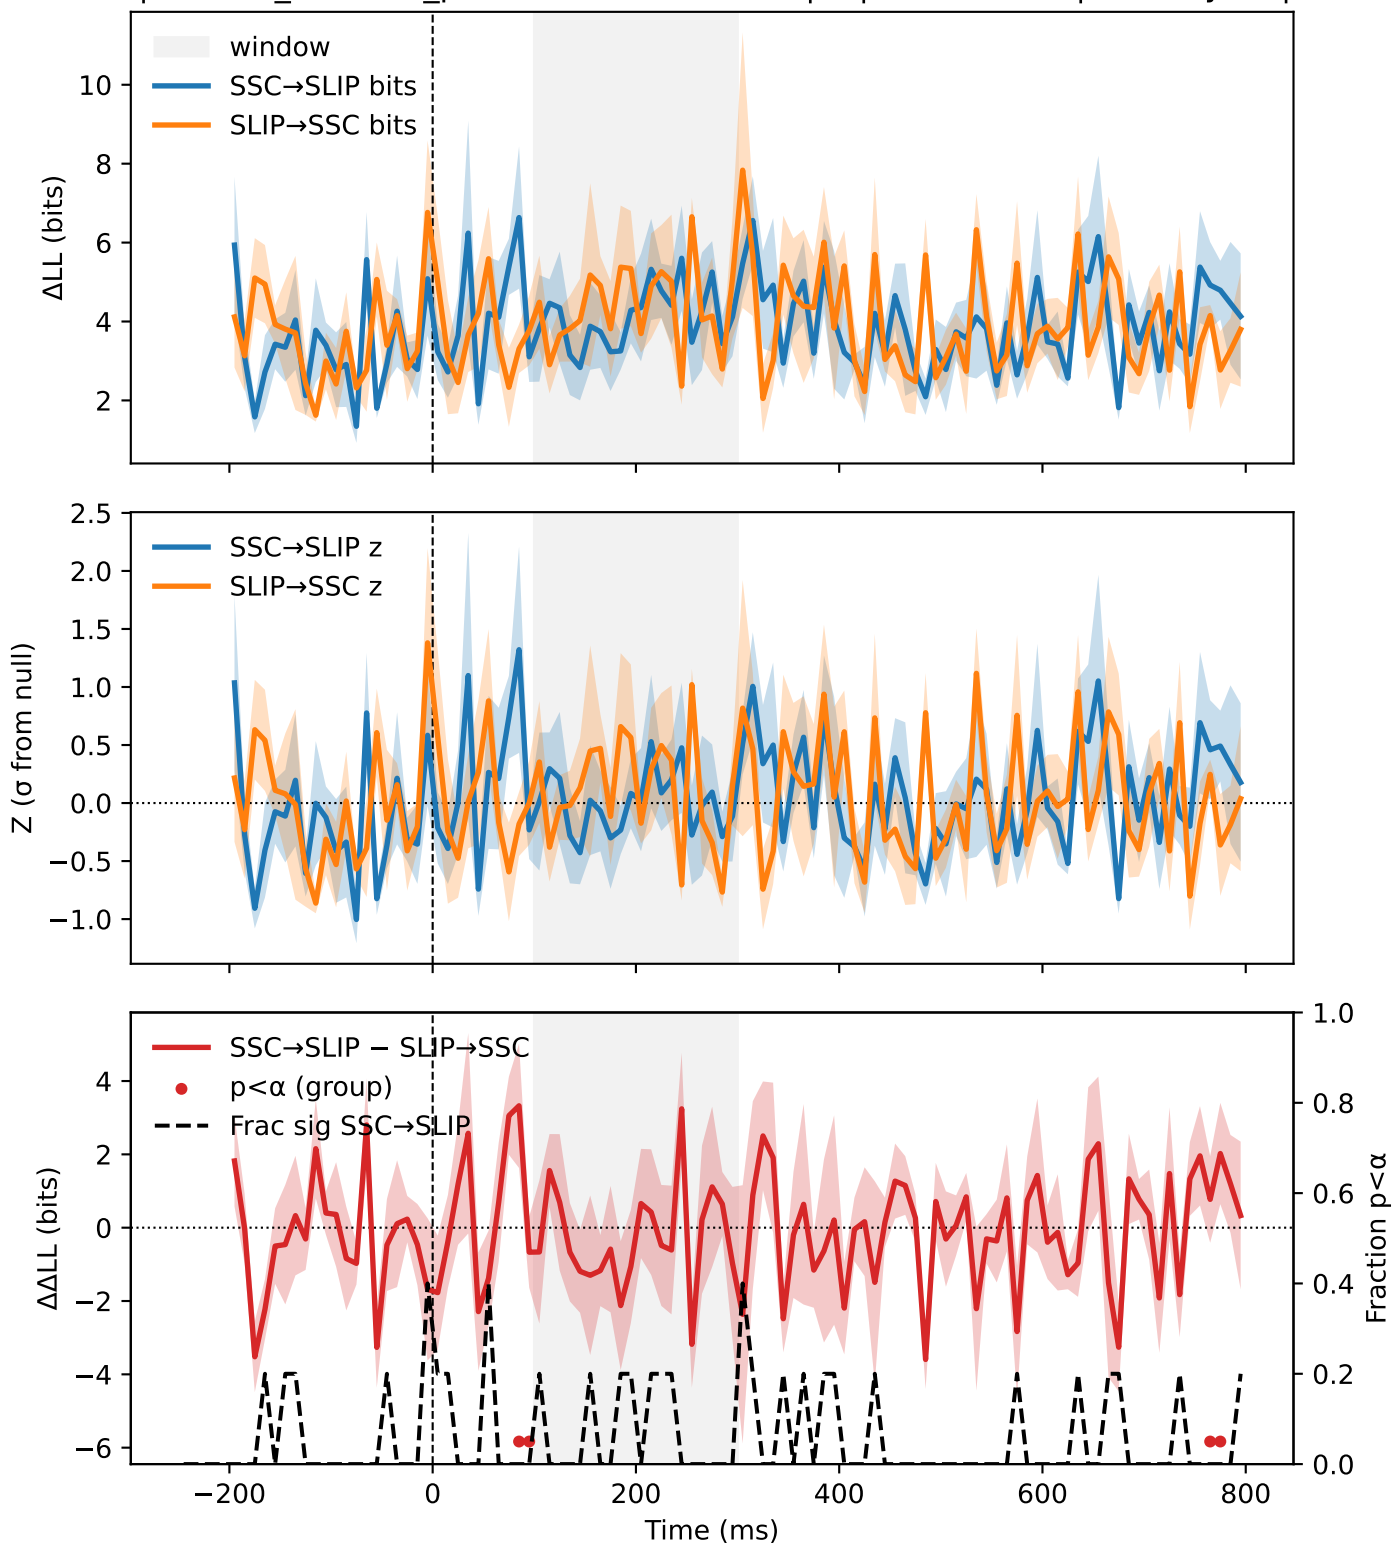 window
SSC→SLIP bits
SLIP→SSC bits
ΔLL (bits)
10
8
6
4
2
SSC→SLIP z
SLIP→SSC z
Z (σ from null)
2.5
2.0
1.5
1.0
0.5
0.0
−0.5
−1.0
SSC→SLIP − SLIP→SSC
p<α (group)
Frac sig SSC→SLIP
ΔΔLL (bits)
4
2
0
−2
−4
−6
1.0
0.8
0.6
0.4
0.2
0.0
Fraction p<α
−200 0 200 400 600 800
Time (ms)